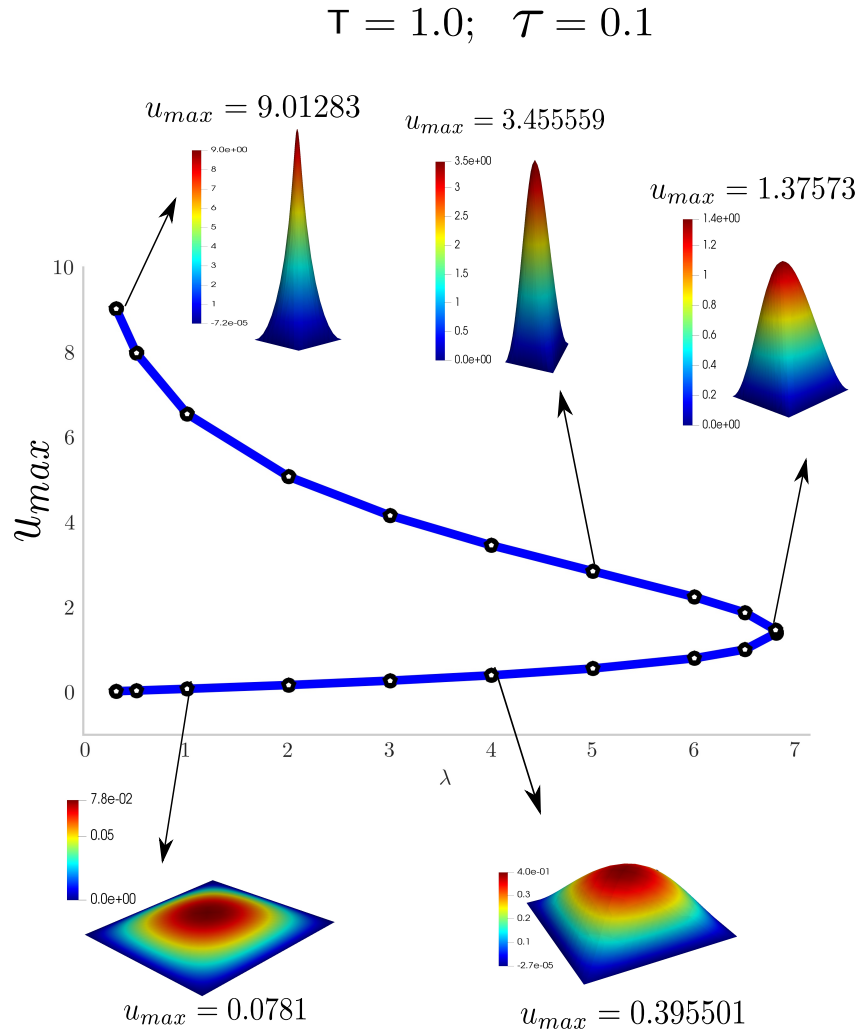 T = 1.0; τ = 0.1
u_max = 9.01283
u_max = 3.455559
u_max = 1.37573
9.0e+00
8
7
6
5
4
3
2
1
-7.2e-05
3.5e+00
3
2.5
2
1.5
1
0.5
0.0e+00
1.4e+00
1
0.8
0.6
0.4
0.2
0.0e+00
u_max
10
8
6
4
2
0
0 1 2 3 4 5 6 7
λ
7.8e-02
0.05
0.0e+00
u_max = 0.0781
4.0e-01
0.3
0.2
0.1
-2.7e-05
u_max = 0.395501